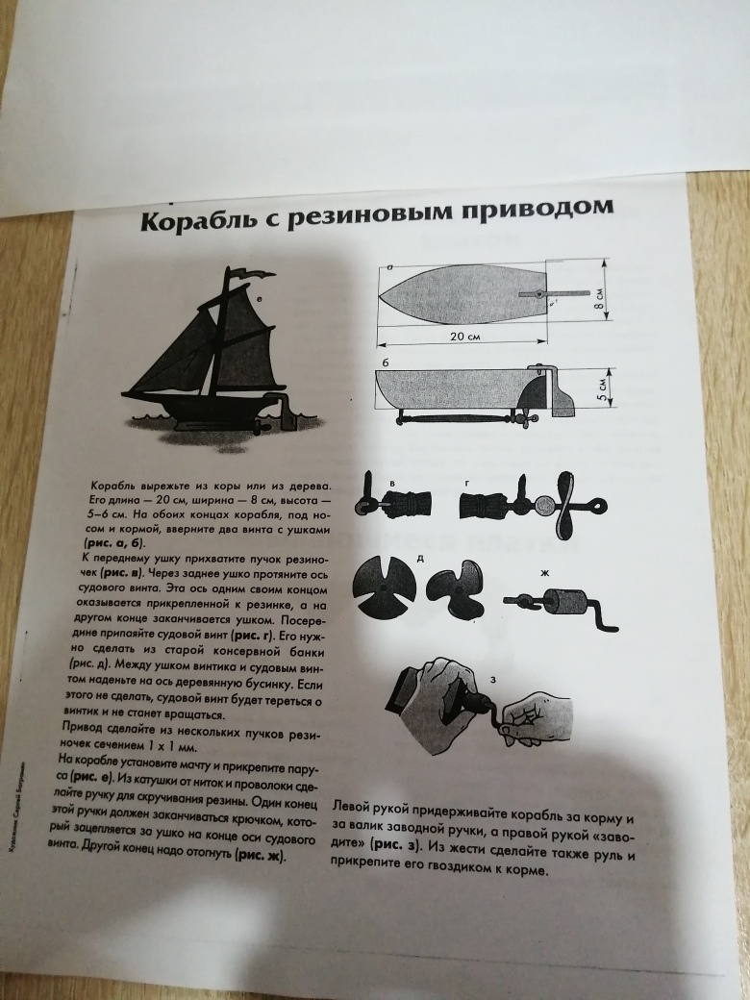 Корабль с резиновым приводом
е
а
8 см
20 см
б
5 см
Корабль вырежьте из коры или из дерева.
Его длина — 20 см, ширина — 8 см, высота —
5–6 см. На обоих концах корабля, под но-
сом и кормой, вверните два винта с ушками
(рис. а, б).
К переднему ушку прихватите пучок резино-
чек (рис. в). Через заднее ушко протяните ось
судового винта. Эта ось одним своим концом
оказывается прикрепленной к резинке, а на
другом конце заканчивается ушком. Посере-
дине припаяйте судовой винт (рис. г). Его нуж-
но сделать из старой консервной банки
(рис. д). Между ушком винтика и судовым вин-
том наденьте на ось деревянную бусинку. Если
этого не сделать, судовой винт будет тереться о
винтик и не станет вращаться.
Привод сделайте из нескольких пучков рези-
ночек сечением 1 х 1 мм.
На корабле установите мачту и прикрепите пару-
са (рис. е). Из катушки от ниток и проволоки сде-
лайте ручку для скручивания резины. Один конец
этой ручки должен заканчиваться крючком, кото-
рый зацепляется за ушко на конце оси судового
винта. Другой конец надо отогнуть (рис. ж).
в
г
д
ж
з
Левой рукой придерживайте корабль за корму и
за валик заводной ручки, а правой рукой «заво-
дите» (рис. з). Из жести сделайте также руль и
прикрепите его гвоздиком к корме.
Художник Сергей